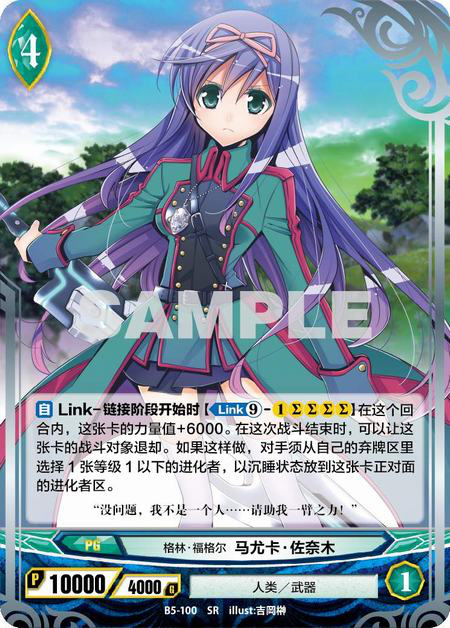 4
SAMPLE
自 Link-链接阶段开始时【Link⑨-1ΣΣΣΣ】在这个回
合内，这张卡的力量值+6000。在这次战斗结束时，可以让这
张卡的战斗对象退却。如果这样做，对手须从自己的弃牌区里
选择1张等级1以下的进化者，以沉睡状态放到这张卡正对面
的进化者区。
“没问题，我不是一个人……请助我一臂之力！”
PG 格林·福格尔 马尤卡·佐奈木
P 10000 / 4000 G 人类／武器 1
B5-100 SR illust:吉岡榊